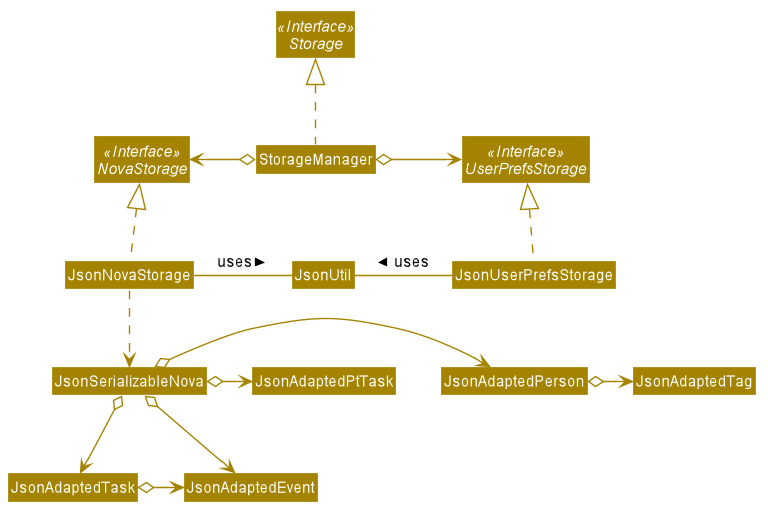 «Interface»
Storage
«Interface»
NovaStorage
StorageManager
«Interface»
UserPrefsStorage
JsonNovaStorage
uses
JsonUtil
uses
JsonUserPrefsStorage
JsonSerializableNova
JsonAdaptedPtTask
JsonAdaptedPerson
JsonAdaptedTag
JsonAdaptedTask
JsonAdaptedEvent